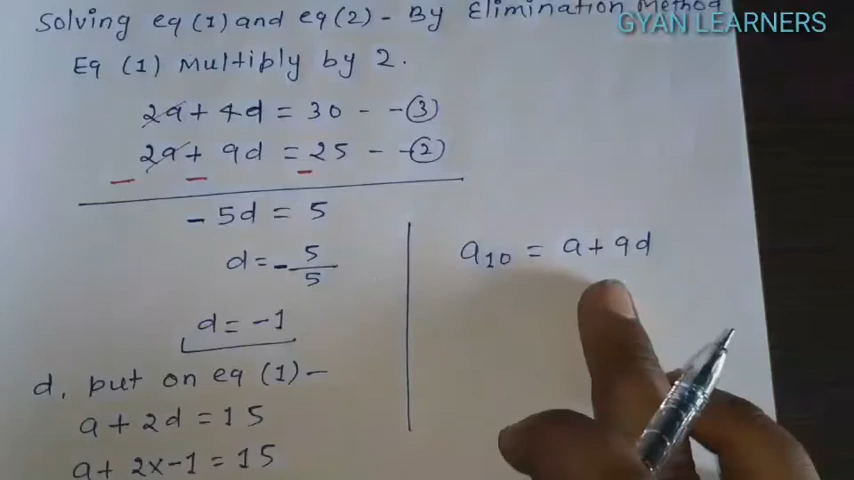 Solving eq (1) and eq (2) - By Elimination Method
GYAN LEARNERS
Eq (1) Multiply by 2.
2a + 4d = 30 - - ③
2a + 9d = 25 - - ②
- - -
- 5d = 5
d = - 5/5
d = -1
d, put on eq (1) -
a + 2d = 15
a + 2x-1 = 15
a10 = a + 9d